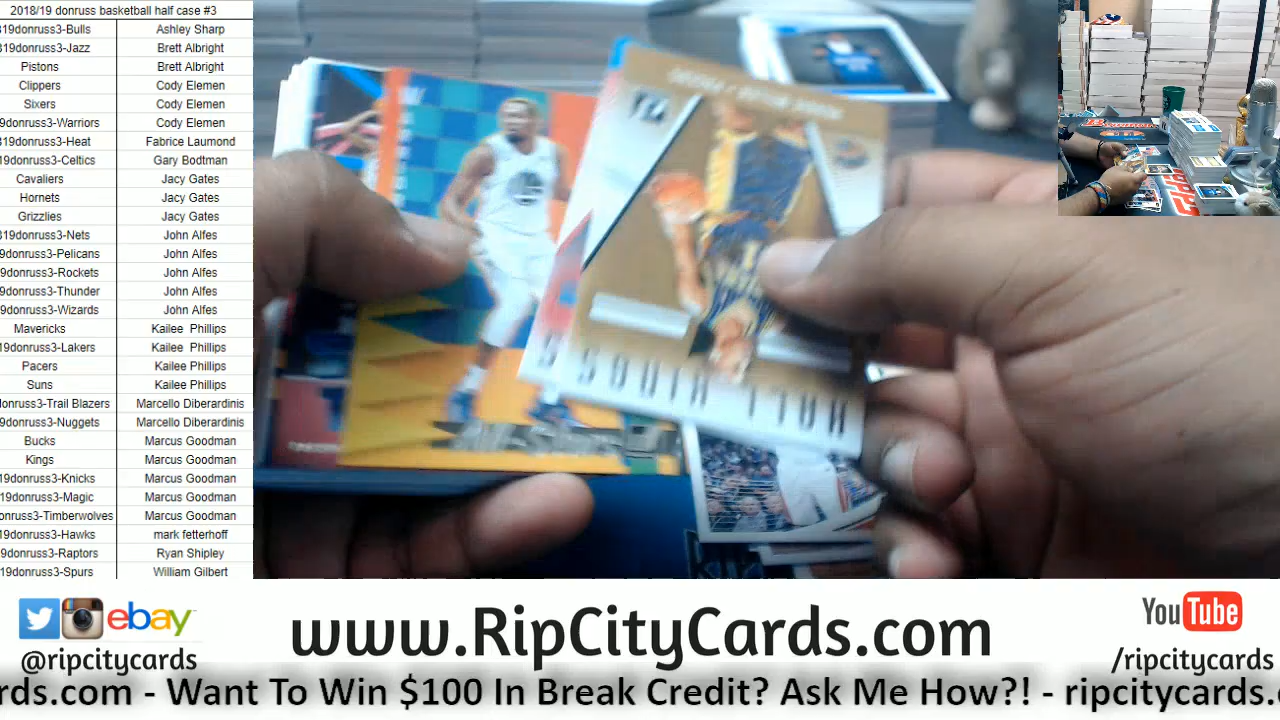 2018/19 donruss basketball half case #3
319donruss3-Bulls Ashley Sharp
319donruss3-Jazz Brett Albright
Pistons Brett Albright
Clippers Cody Elemen
Sixers Cody Elemen
9donruss3-Warriors Cody Elemen
819donruss3-Heat Fabrice Laumond
9donruss3-Celtics Gary Bodtman
Cavaliers Jacy Gates
Hornets Jacy Gates
Grizzlies Jacy Gates
319donruss3-Nets John Alfes
9donruss3-Pelicans John Alfes
9donruss3-Rockets John Alfes
9donruss3-Thunder John Alfes
9donruss3-Wizards John Alfes
Mavericks Kailee Phillips
19donruss3-Lakers Kailee Phillips
Pacers Kailee Phillips
Suns Kailee Phillips
onruss3-Trail Blazers Marcello Diberardinis
9donruss3-Nuggets Marcello Diberardinis
Bucks Marcus Goodman
Kings Marcus Goodman
19donruss3-Knicks Marcus Goodman
19donruss3-Magic Marcus Goodman
onruss3-Timberwolves Marcus Goodman
19donruss3-Hawks mark fetterhoff
9donruss3-Raptors Ryan Shipley
19donruss3-Spurs William Gilbert
HALL KINGS
ebay
@ripcitycards
www.RipCityCards.com
YouTube
/ripcitycards
rds.com - Want To Win $100 In Break Credit? Ask Me How?! - ripcitycards.c